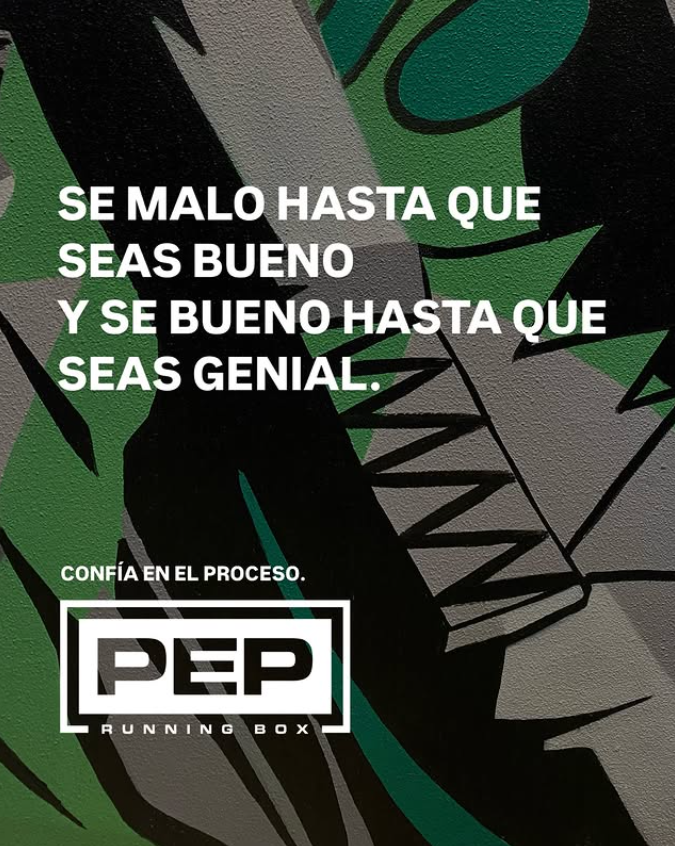 SE MALO HASTA QUE
SEAS BUENO
Y SE BUENO HASTA QUE
SEAS GENIAL.
CONFÍA EN EL PROCESO.
PEP
RUNNING BOX